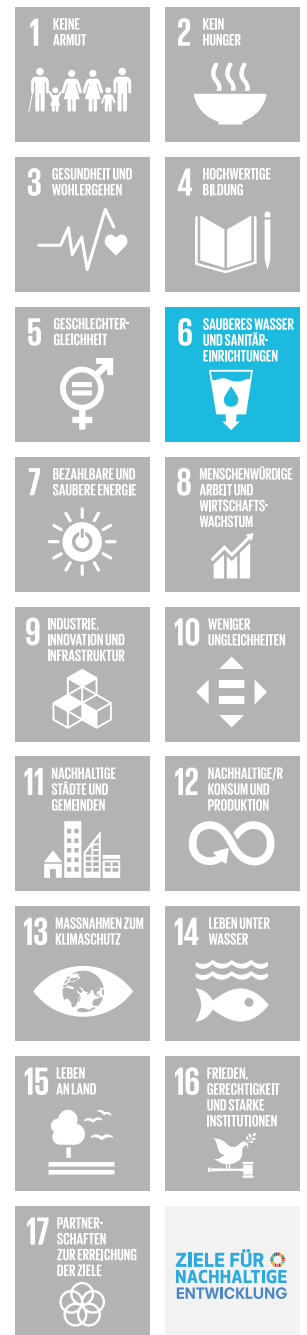 1 KEINE
ARMUT
2 KEIN
HUNGER
3 GESUNDHEIT UND
WOHLERGEHEN
4 HOCHWERTIGE
BILDUNG
5 GESCHLECHTER-
GLEICHHEIT
6 SAUBERES WASSER
UND SANITÄR-
EINRICHTUNGEN
7 BEZAHLBARE UND
SAUBERE ENERGIE
8 MENSCHENWÜRDIGE
ARBEIT UND
WIRTSCHAFTS-
WACHSTUM
9 INDUSTRIE,
INNOVATION UND
INFRASTRUKTUR
10 WENIGER
UNGLEICHHEITEN
11 NACHHALTIGE
STÄDTE UND
GEMEINDEN
12 NACHHALTIGE/R
KONSUM UND
PRODUKTION
13 MASSNAHMEN ZUM
KLIMASCHUTZ
14 LEBEN UNTER
WASSER
15 LEBEN
AN LAND
16 FRIEDEN,
GERECHTIGKEIT
UND STARKE
INSTITUTIONEN
17 PARTNER-
SCHAFTEN
ZUR ERREICHUNG
DER ZIELE
ZIELE FÜR
NACHHALTIGE
ENTWICKLUNG